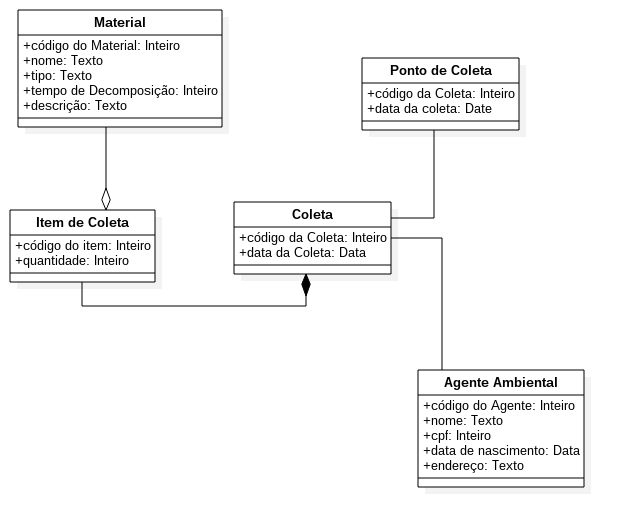 Material
+código do Material: Inteiro
+nome: Texto
+tipo: Texto
+tempo de Decomposição: Inteiro
+descrição: Texto
Ponto de Coleta
+código da Coleta: Inteiro
+data da coleta: Date
Item de Coleta
+código do item: Inteiro
+quantidade: Inteiro
Coleta
+código da Coleta: Inteiro
+data da Coleta: Data
Agente Ambiental
+código do Agente: Inteiro
+nome: Texto
+cpf: Inteiro
+data de nascimento: Data
+endereço: Texto